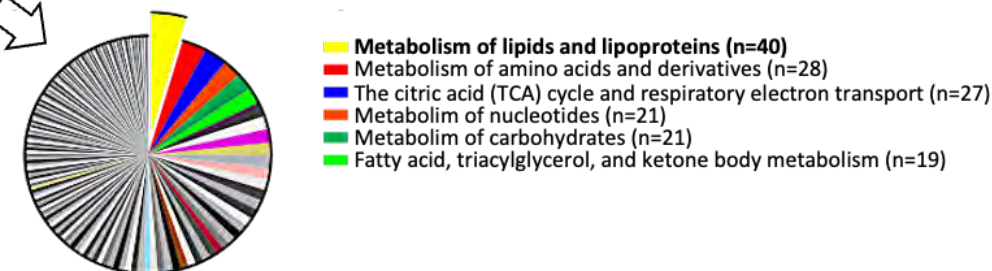 Metabolism of lipids and lipoproteins (n=40)
Metabolism of amino acids and derivatives (n=28)
The citric acid (TCA) cycle and respiratory electron transport (n=27)
Metabolim of nucleotides (n=21)
Metabolim of carbohydrates (n=21)
Fatty acid, triacylglycerol, and ketone body metabolism (n=19)